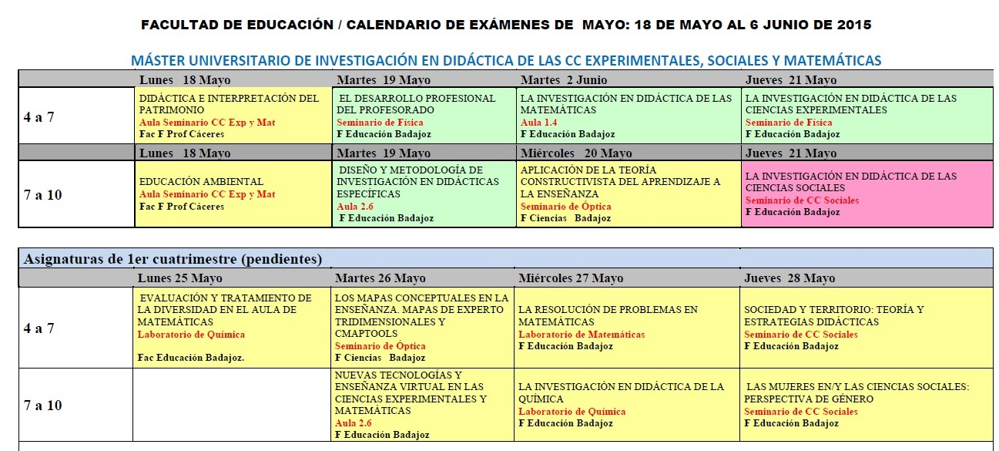 FACULTAD DE EDUCACIÓN / CALENDARIO DE EXÁMENES DE MAYO: 18 DE MAYO AL 6 JUNIO DE 2015
MÁSTER UNIVERSITARIO DE INVESTIGACIÓN EN DIDÁCTICA DE LAS CC EXPERIMENTALES, SOCIALES Y MATEMÁTICAS
Lunes 18 Mayo
Martes 19 Mayo
Martes 2 Junio
Jueves 21 Mayo
4 a 7
DIDÁCTICA E INTERPRETACIÓN DEL
PATRIMONIO
Aula Seminario CC Exp y Mat
Fac F Prof Cáceres
EL DESARROLLO PROFESIONAL
DEL PROFESORADO
Seminario de Física
F Educación Badajoz
LA INVESTIGACIÓN EN DIDÁCTICA DE LAS
MATEMÁTICAS
Aula 1.4
F Educación Badajoz
LA INVESTIGACIÓN EN DIDÁCTICA DE LAS
CIENCIAS EXPERIMENTALES
Seminario de Física
F Educación Badajoz
Lunes 18 Mayo
Martes 19 Mayo
Miércoles 20 Mayo
Jueves 21 Mayo
7 a 10
EDUCACIÓN AMBIENTAL
Aula Seminario CC Exp y Mat
Fac F Prof Cáceres
DISEÑO Y METODOLOGÍA DE
INVESTIGACIÓN EN DIDÁCTICAS
ESPECÍFICAS
Aula 2.6
F Educación Badajoz
APLICACIÓN DE LA TEORÍA
CONSTRUCTIVISTA DEL APRENDIZAJE A
LA ENSEÑANZA
Seminario de Óptica
F Ciencias Badajoz
LA INVESTIGACIÓN EN DIDÁCTICA DE LAS
CIENCIAS SOCIALES
Seminario de CC Sociales
F Educación Badajoz
Asignaturas de 1er cuatrimestre (pendientes)
Lunes 25 Mayo
Martes 26 Mayo
Miércoles 27 Mayo
Jueves 28 Mayo
4 a 7
EVALUACIÓN Y TRATAMIENTO DE
LA DIVERSIDAD EN EL AULA DE
MATEMÁTICAS
Laboratorio de Química
Fac Educación Badajoz.
LOS MAPAS CONCEPTUALES EN LA
ENSEÑANZA. MAPAS DE EXPERTO
TRIDIMENSIONALES Y
CMAPTOOLS
Seminario de Óptica
F Ciencias Badajoz
LA RESOLUCIÓN DE PROBLEMAS EN
MATEMÁTICAS
Laboratorio de Matemáticas
F Educación Badajoz
SOCIEDAD Y TERRITORIO: TEORÍA Y
ESTRATEGIAS DIDÁCTICAS
Seminario de CC Sociales
F Educación Badajoz
7 a 10
NUEVAS TECNOLOGÍAS Y
ENSEÑANZA VIRTUAL EN LAS
CIENCIAS EXPERIMENTALES Y
MATEMÁTICAS
Aula 2.6
F Educación Badajoz
LA INVESTIGACIÓN EN DIDÁCTICA DE LA
QUÍMICA
Laboratorio de Química
F Educación Badajoz
LAS MUJERES EN/Y LAS CIENCIAS SOCIALES:
PERSPECTIVA DE GÉNERO
Seminario de CC Sociales
F Educación Badajoz